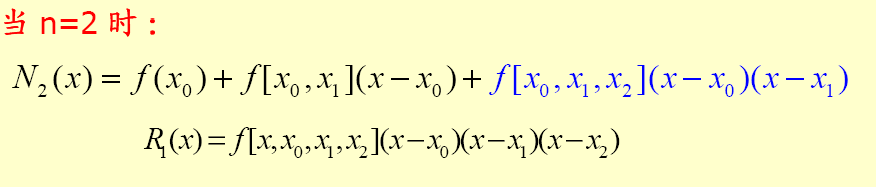 当 n=2 时：
N₂(x) = f(x₀) + f[x₀, x₁](x − x₀) + f[x₀, x₁, x₂](x − x₀)(x − x₁)
R₁(x) = f[x, x₀, x₁, x₂](x − x₀)(x − x₁)(x − x₂)